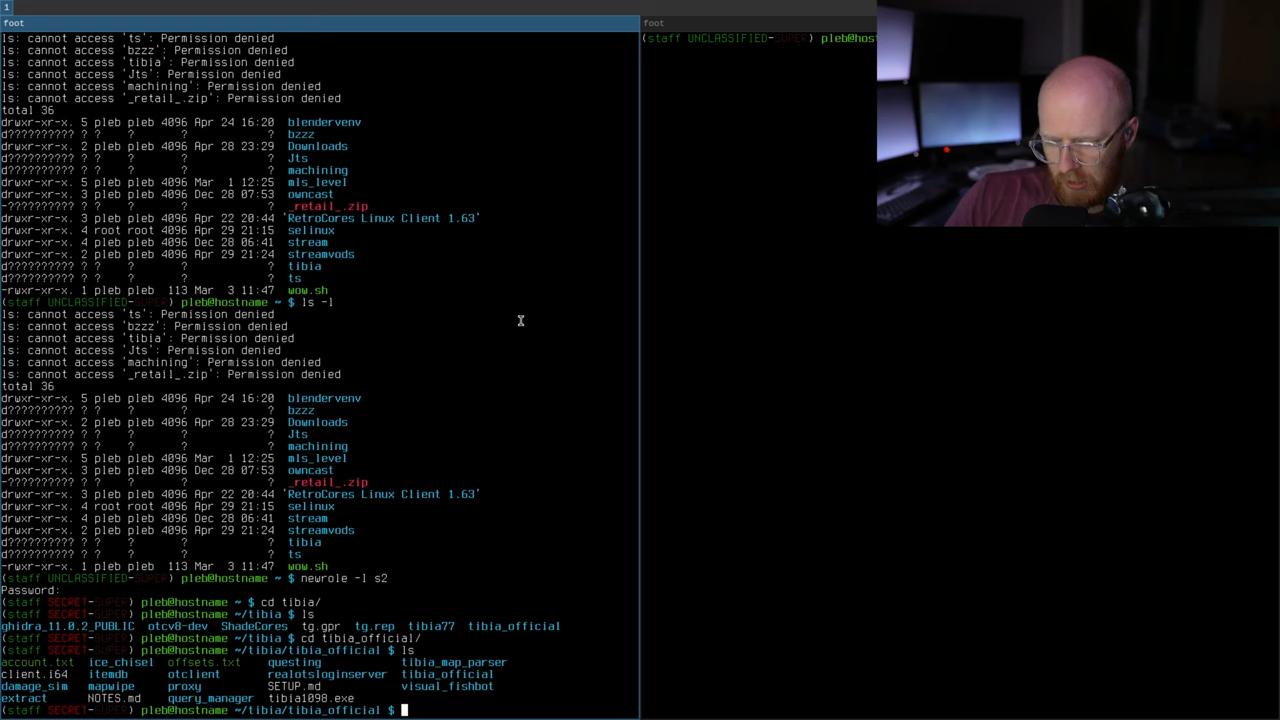 1
foot
foot
ls: cannot access 'ts': Permission denied
(staff UNCLASSIFIED-SUPER) pleb@host
ls: cannot access 'bzzz': Permission denied
ls: cannot access 'tibia': Permission denied
ls: cannot access 'Jts': Permission denied
ls: cannot access 'machining': Permission denied
ls: cannot access '_retail_.zip': Permission denied
total 36
drwxr-xr-x. 5 pleb pleb 4096 Apr 24 16:20 blendervenv
d????????? ? ? ? ? ? bzzz
drwxr-xr-x. 2 pleb pleb 4096 Apr 28 23:29 Downloads
d????????? ? ? ? ? ? Jts
d????????? ? ? ? ? ? machining
drwxr-xr-x. 5 pleb pleb 4096 Mar 1 12:25 mls_level
drwxr-xr-x. 3 pleb pleb 4096 Dec 28 07:53 owncast
-????????? ? ? ? ? ? _retail_.zip
drwxr-xr-x. 3 pleb pleb 4096 Apr 22 20:44 'RetroCores Linux Client 1.63'
drwxr-xr-x. 4 root root 4096 Apr 29 21:15 selinux
drwxr-xr-x. 4 pleb pleb 4096 Dec 28 06:41 stream
drwxr-xr-x. 2 pleb pleb 4096 Apr 29 21:24 streamvods
d????????? ? ? ? ? ? tibia
d????????? ? ? ? ? ? ts
-rwxr-xr-x. 1 pleb pleb 113 Mar 3 11:47 wow.sh
(staff UNCLASSIFIED-SUPER) pleb@hostname ~ $ ls -l
ls: cannot access 'ts': Permission denied
ls: cannot access 'bzzz': Permission denied
ls: cannot access 'tibia': Permission denied
ls: cannot access 'Jts': Permission denied
ls: cannot access 'machining': Permission denied
ls: cannot access '_retail_.zip': Permission denied
total 36
drwxr-xr-x. 5 pleb pleb 4096 Apr 24 16:20 blendervenv
d????????? ? ? ? ? ? bzzz
drwxr-xr-x. 2 pleb pleb 4096 Apr 28 23:29 Downloads
d????????? ? ? ? ? ? Jts
d????????? ? ? ? ? ? machining
drwxr-xr-x. 5 pleb pleb 4096 Mar 1 12:25 mls_level
drwxr-xr-x. 3 pleb pleb 4096 Dec 28 07:53 owncast
-????????? ? ? ? ? ? _retail_.zip
drwxr-xr-x. 3 pleb pleb 4096 Apr 22 20:44 'RetroCores Linux Client 1.63'
drwxr-xr-x. 4 root root 4096 Apr 29 21:15 selinux
drwxr-xr-x. 4 pleb pleb 4096 Dec 28 06:41 stream
drwxr-xr-x. 2 pleb pleb 4096 Apr 29 21:24 streamvods
d????????? ? ? ? ? ? tibia
d????????? ? ? ? ? ? ts
-rwxr-xr-x. 1 pleb pleb 113 Mar 3 11:47 wow.sh
(staff UNCLASSIFIED-SUPER) pleb@hostname ~ $ newrole -l s2
Password:
(staff SECRET-SUPER) pleb@hostname ~ $ cd tibia/
(staff SECRET-SUPER) pleb@hostname ~/tibia $ ls
ghidra_11.0.2_PUBLIC otcv8-dev ShadeCores tg.gpr tg.rep tibia77 tibia_official
(staff SECRET-SUPER) pleb@hostname ~/tibia $ cd tibia_official/
(staff SECRET-SUPER) pleb@hostname ~/tibia/tibia_official $ ls
account.txt ice_chisel offsets.txt questing tibia_map_parser
client.i64 itemdb otclient realotsloginserver tibia_official
damage_sim mapwipe proxy SETUP.md visual_fishbot
extract NOTES.md query_manager tibia1098.exe
(staff SECRET-SUPER) pleb@hostname ~/tibia/tibia_official $